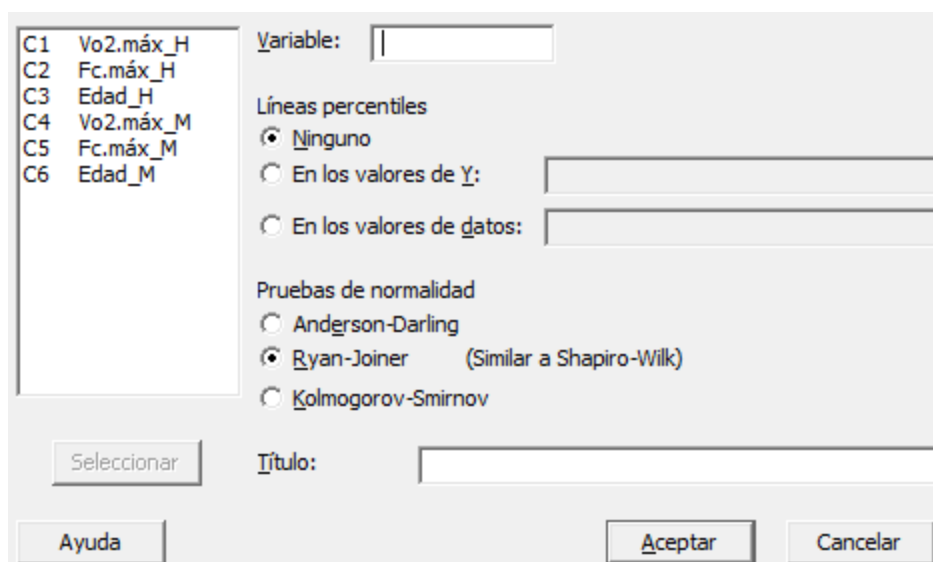 C1 Vo2.máx_H
C2 Fc.máx_H
C3 Edad_H
C4 Vo2.máx_M
C5 Fc.máx_M
C6 Edad_M
Variable:
Líneas percentiles
Ninguno
En los valores de Y:
En los valores de datos:
Pruebas de normalidad
Anderson-Darling
Ryan-Joiner (Similar a Shapiro-Wilk)
Kolmogorov-Smirnov
Seleccionar
Título:
Ayuda
Aceptar
Cancelar